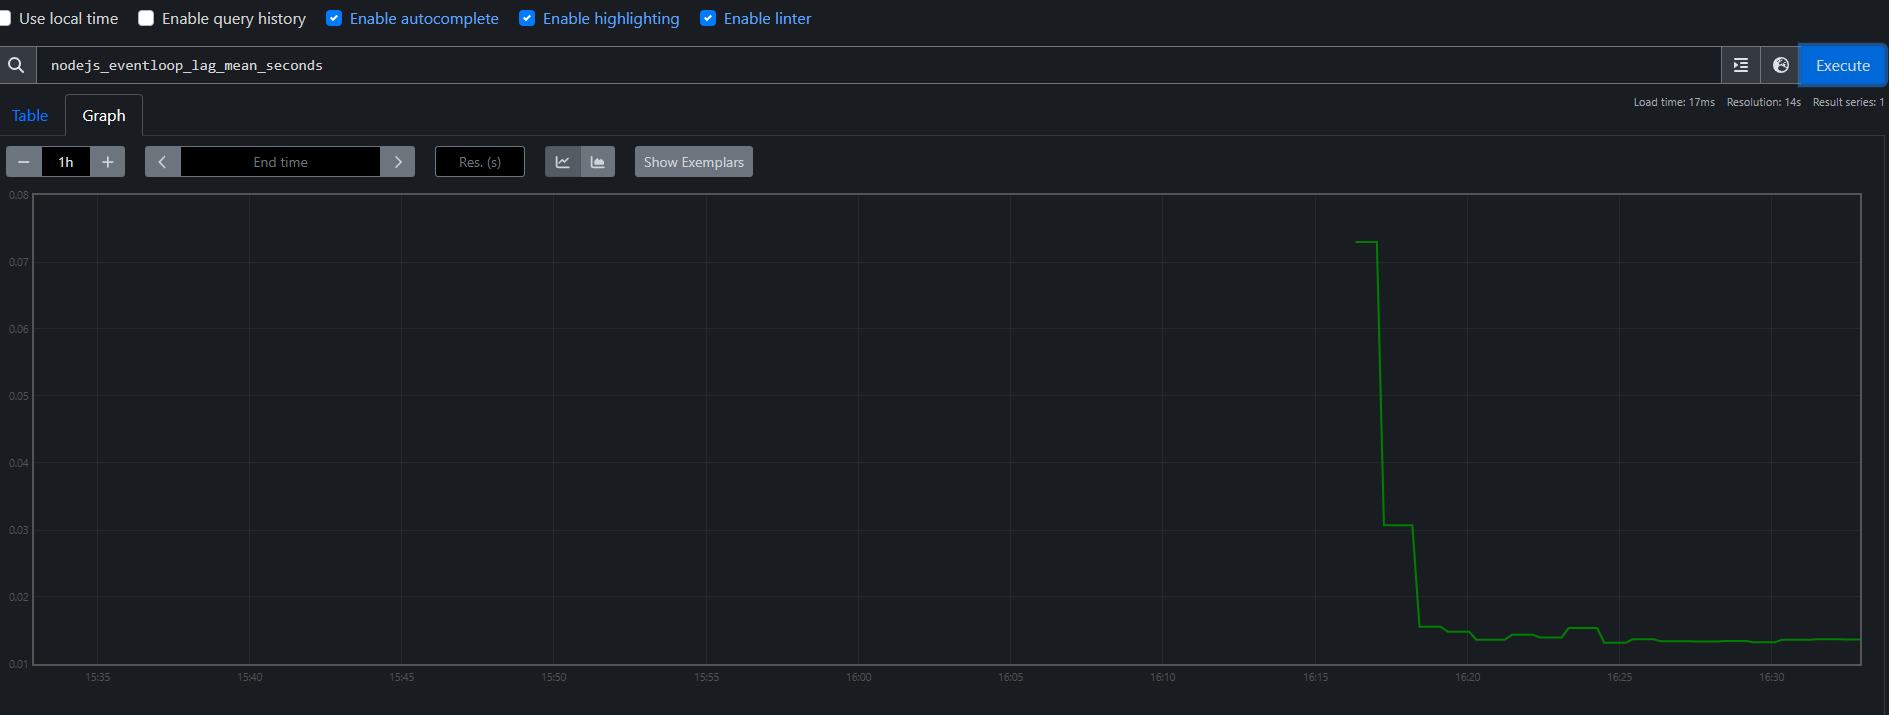 Use local time Enable query history Enable autocomplete Enable highlighting Enable linter
nodejs_eventloop_lag_mean_seconds Execute
Table Graph Load time: 17ms Resolution: 14s Result series: 1
1h End time Res. (s) Show Exemplars
0.08
0.07
0.06
0.05
0.04
0.03
0.02
0.01
15:35 15:40 15:45 15:50 15:55 16:00 16:05 16:10 16:15 16:20 16:25 16:30